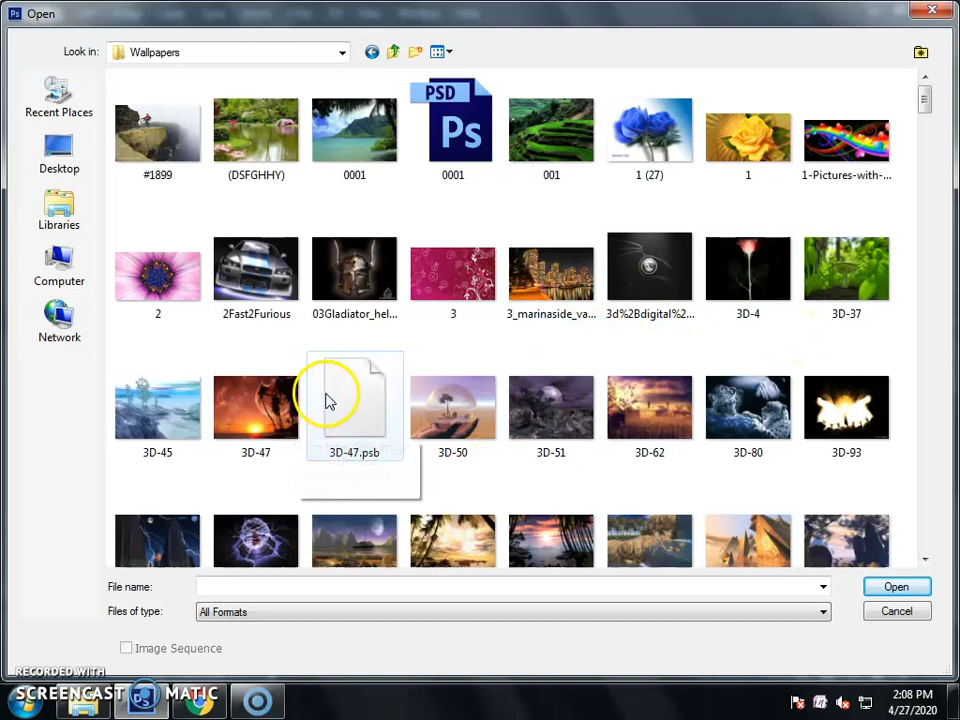 Ps Open
Look in: Wallpapers
Recent Places
Desktop
Libraries
Computer
Network
PSD
Ps
#1899 (DSFGHHY) 0001 0001 001 1 (27) 1 1-Pictures-with-...
2 2Fast2Furious 03Gladiator_hel... 3 3_marinaside_va... 3d%2Bdigital%2... 3D-4 3D-37
3D-45 3D-47 3D-47.psb 3D-50 3D-51 3D-62 3D-80 3D-93
File name: Open
Files of type: All Formats Cancel
Image Sequence
RECORDED WITH
SCREENCAST MATIC
Ps
2:08 PM
4/27/2020